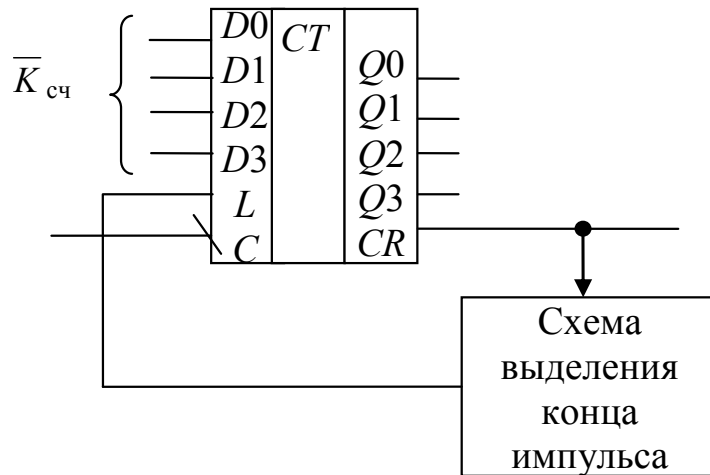 D0
CT
K сч
D1
Q0
D2
Q1
D3
Q2
L
Q3
C
CR
Схема
выделения
конца
импульса